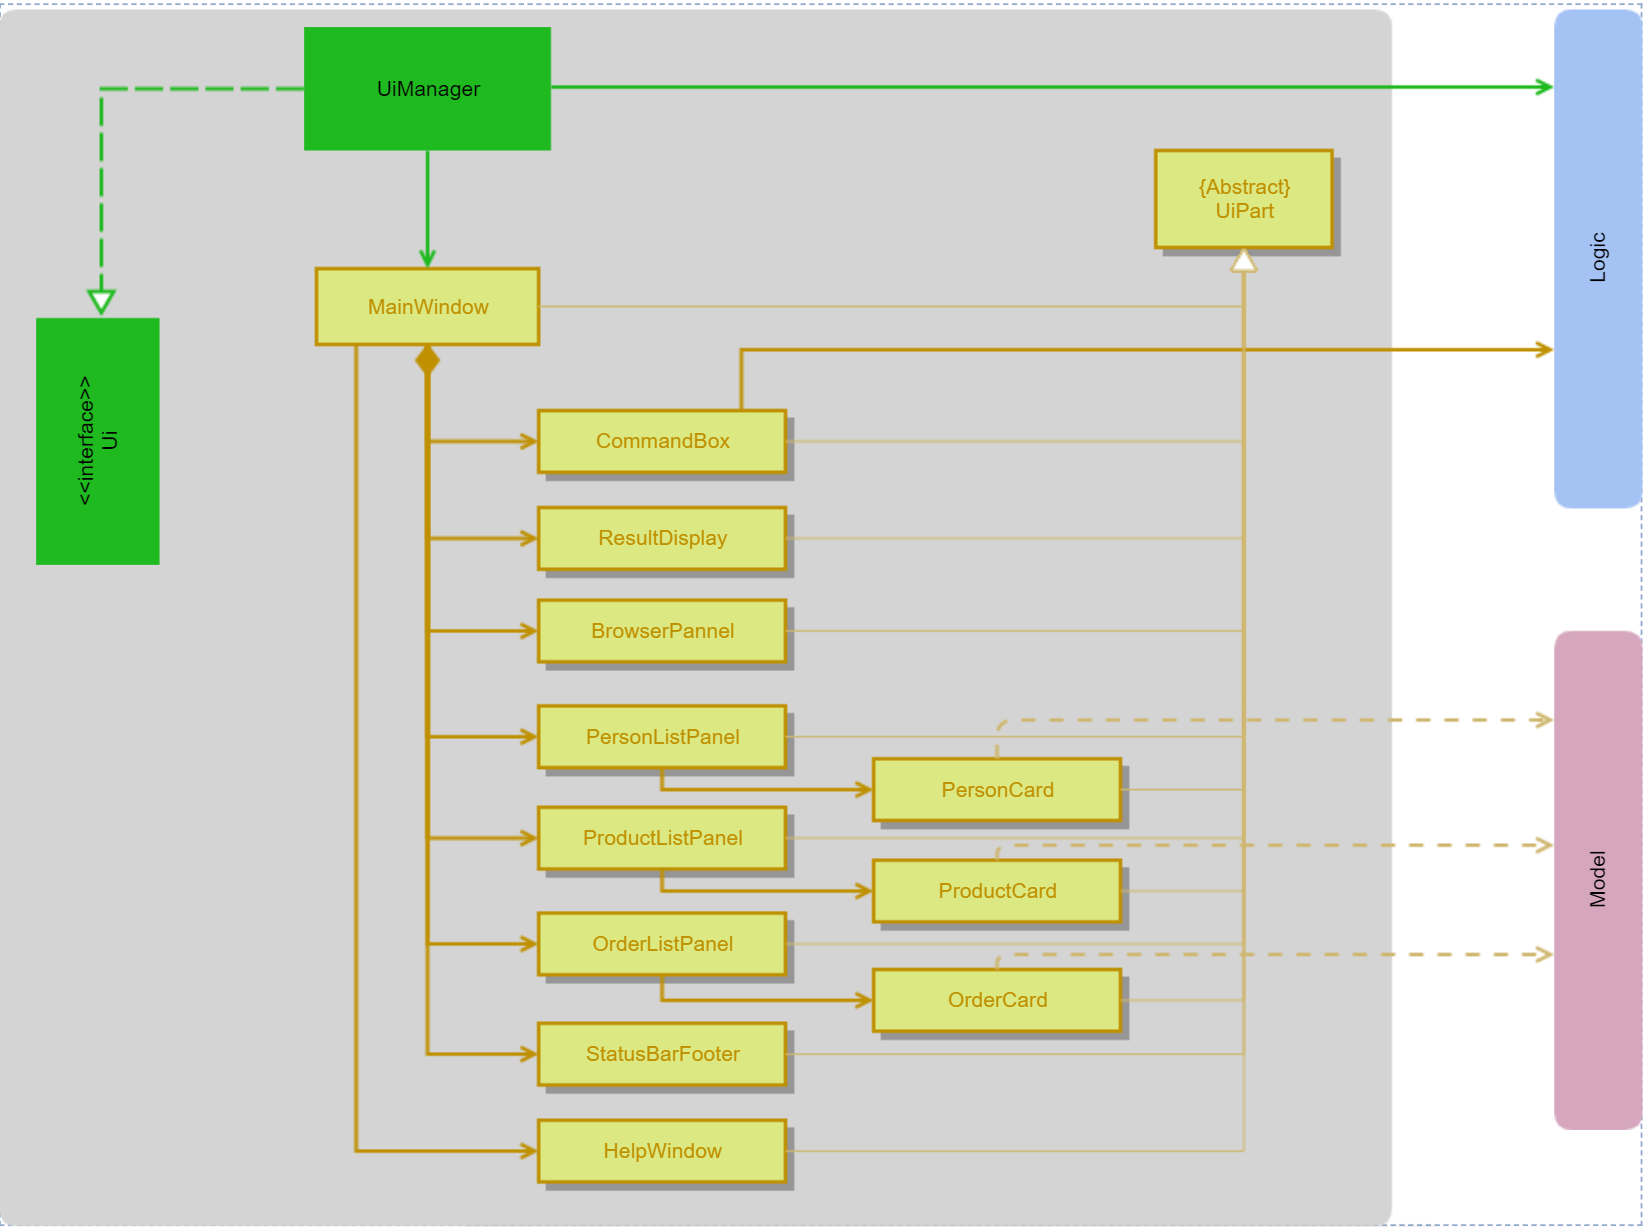 UiManager
{Abstract}
UiPart
Logic
MainWindow
<<interface>>
Ui
CommandBox
ResultDisplay
BrowserPannel
PersonListPanel
PersonCard
ProductListPanel
ProductCard
Model
OrderListPanel
OrderCard
StatusBarFooter
HelpWindow